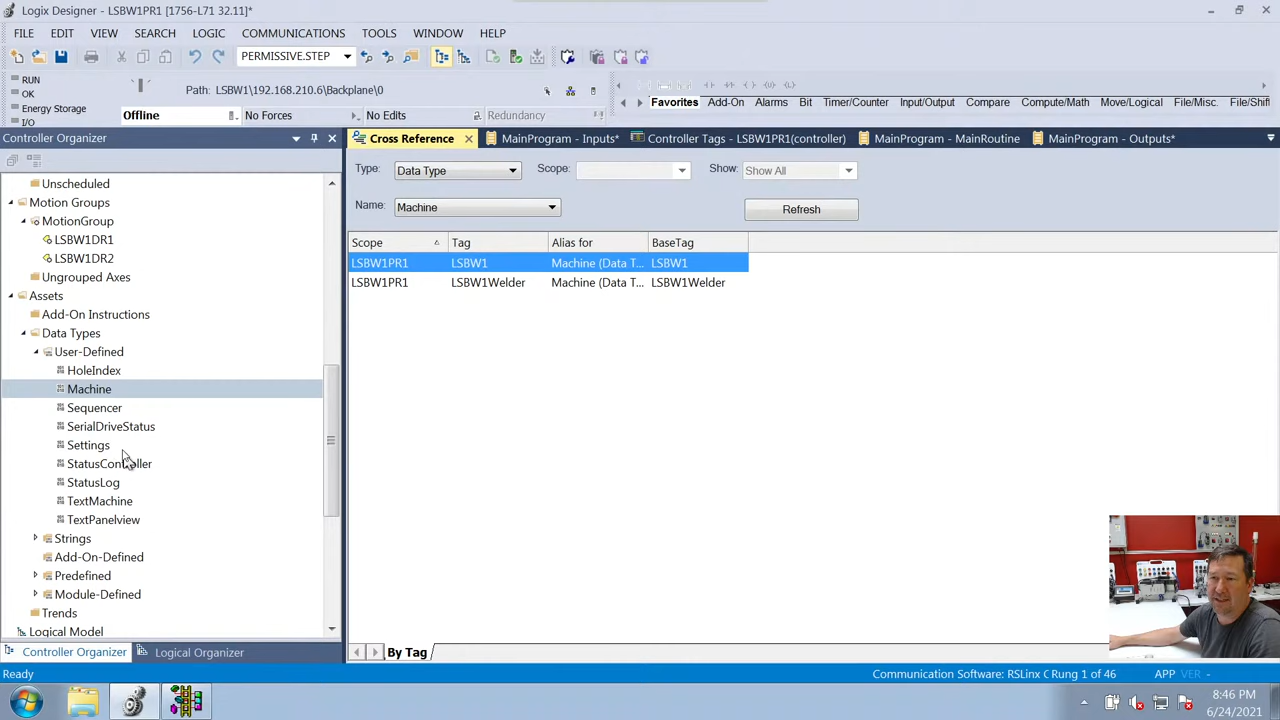 Logix Designer - LSBW1PR1 [1756-L71 32.11]*
FILE EDIT VIEW SEARCH LOGIC COMMUNICATIONS TOOLS WINDOW HELP
PERMISSIVE.STEP
RUN
OK
Energy Storage
I/O
Path: LSBW1\192.168.210.6\Backplane\0
Offline No Forces No Edits Redundancy
Favorites Add-On Alarms Bit Timer/Counter Input/Output Compare Compute/Math Move/Logical File/Misc. File/Shift
Controller Organizer
Cross Reference MainProgram - Inputs* Controller Tags - LSBW1PR1(controller) MainProgram - MainRoutine MainProgram - Outputs*
Type: Data Type Scope: Show: Show All
Name: Machine Refresh
Scope Tag Alias for BaseTag
LSBW1PR1 LSBW1 Machine (Data T... LSBW1
LSBW1PR1 LSBW1Welder Machine (Data T... LSBW1Welder
Unscheduled
Motion Groups
MotionGroup
LSBW1DR1
LSBW1DR2
Ungrouped Axes
Assets
Add-On Instructions
Data Types
User-Defined
HoleIndex
Machine
Sequencer
SerialDriveStatus
Settings
StatusController
StatusLog
TextMachine
TextPanelview
Strings
Add-On-Defined
Predefined
Module-Defined
Trends
Logical Model
Controller Organizer Logical Organizer
By Tag
Ready
Communication Software: RSLinx C Rung 1 of 46 APP VER -
8:46 PM
6/24/2021